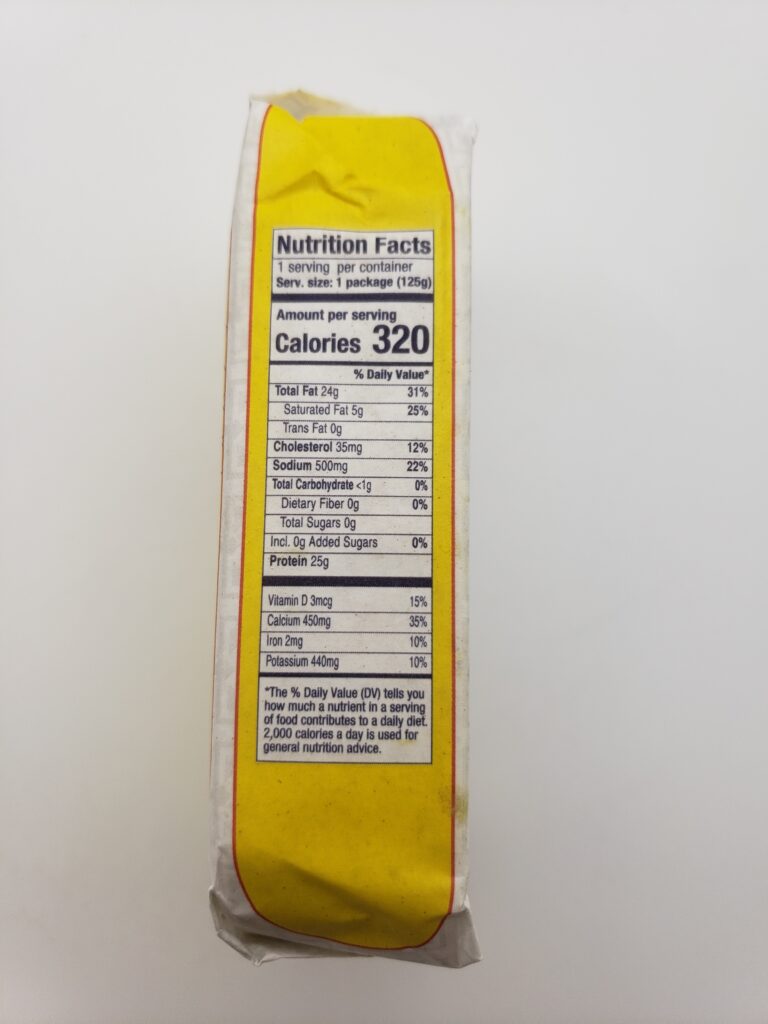 Nutrition Facts
1 serving per container
Serv. size: 1 package (125g)
Amount per serving
Calories 320
% Daily Value*
Total Fat 24g 31%
Saturated Fat 5g 25%
Trans Fat 0g
Cholesterol 35mg 12%
Sodium 500mg 22%
Total Carbohydrate <1g 0%
Dietary Fiber 0g 0%
Total Sugars 0g
Incl. 0g Added Sugars 0%
Protein 25g
Vitamin D 3mcg 15%
Calcium 450mg 35%
Iron 2mg 10%
Potassium 440mg 10%
*The % Daily Value (DV) tells you
how much a nutrient in a serving
of food contributes to a daily diet.
2,000 calories a day is used for
general nutrition advice.